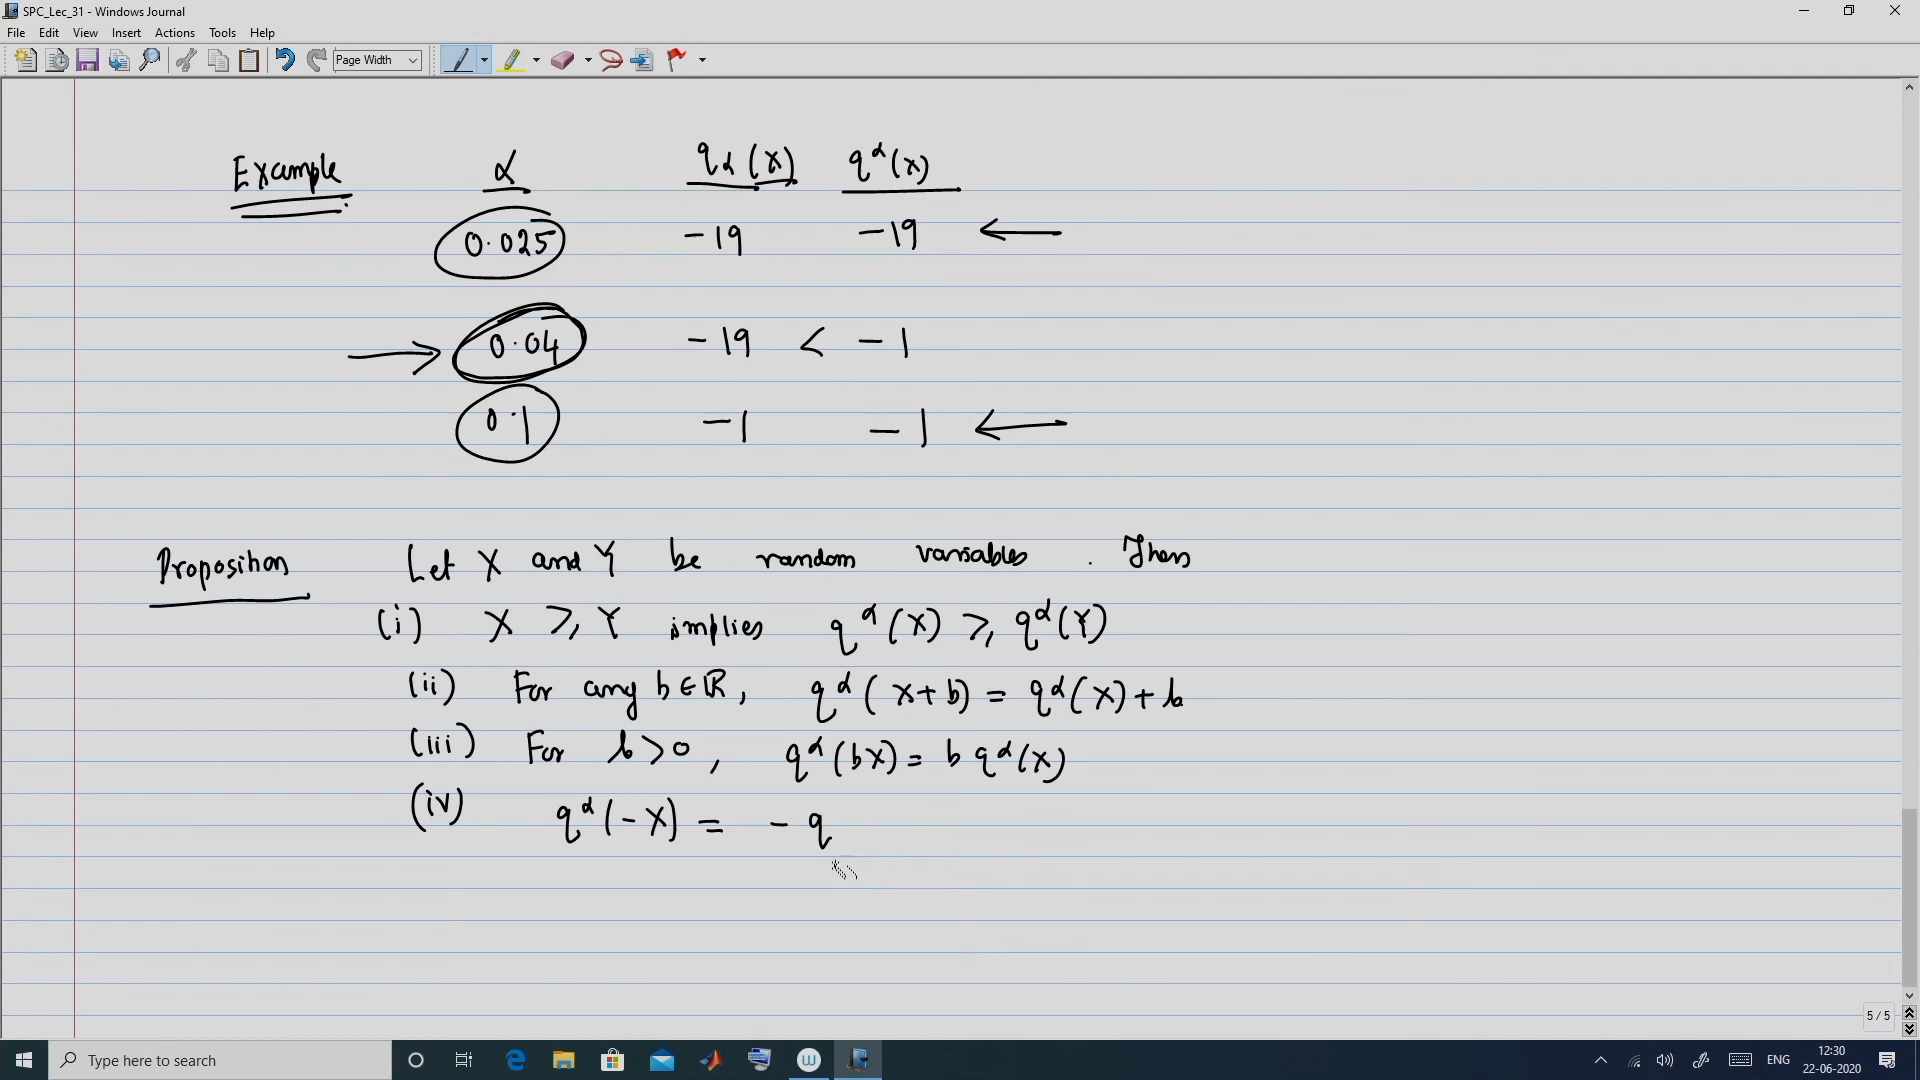 SPC_Lec_31 - Windows Journal
File Edit View Insert Actions Tools Help
Page Width
Example α q_α(X) q^α(X)
0.025 -19 -19 ←
→ 0.04 -19 < -1
0.1 -1 -1 ←
Proposition Let X and Y be random variables. Then
(i) X ≥ Y implies q^α(X) ≥ q^α(Y)
(ii) For any b∈ℝ, q^α(X+b) = q^α(X)+b
(iii) For b>0, q^α(bX) = b q^α(X)
(iv) q^α(-X) = - q
5 / 5
Type here to search
ENG
12:30
22-06-2020